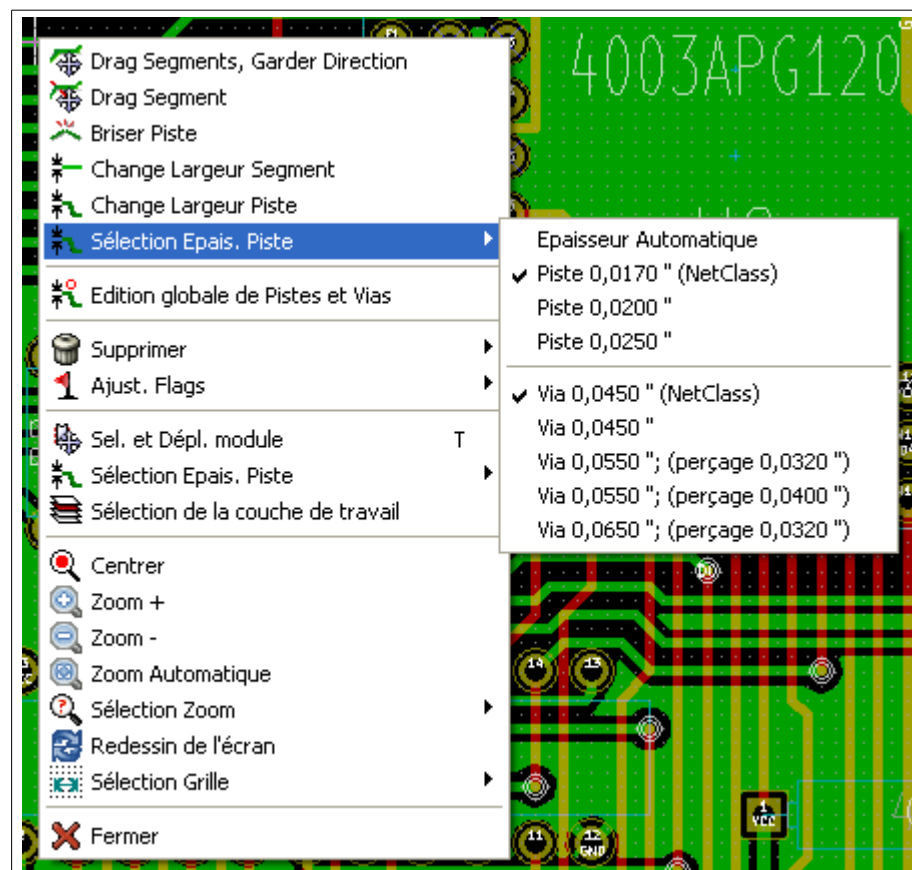 4003APG120
Drag Segments, Garder Direction
Drag Segment
Briser Piste
Change Largeur Segment
Change Largeur Piste
Sélection Epais. Piste
Edition globale de Pistes et Vias
Supprimer
Ajust. Flags
Sel. et Dépl. module T
Sélection Epais. Piste
Sélection de la couche de travail
Centrer
Zoom +
Zoom -
Zoom Automatique
Sélection Zoom
Redessin de l'écran
Sélection Grille
Fermer
Epaisseur Automatique
Piste 0,0170 " (NetClass)
Piste 0,0200 "
Piste 0,0250 "
Via 0,0450 " (NetClass)
Via 0,0450 "
Via 0,0550 "; (perçage 0,0320 ")
Via 0,0550 "; (perçage 0,0400 ")
Via 0,0650 "; (perçage 0,0320 ")
14
13
11
12
GND
1
VCC